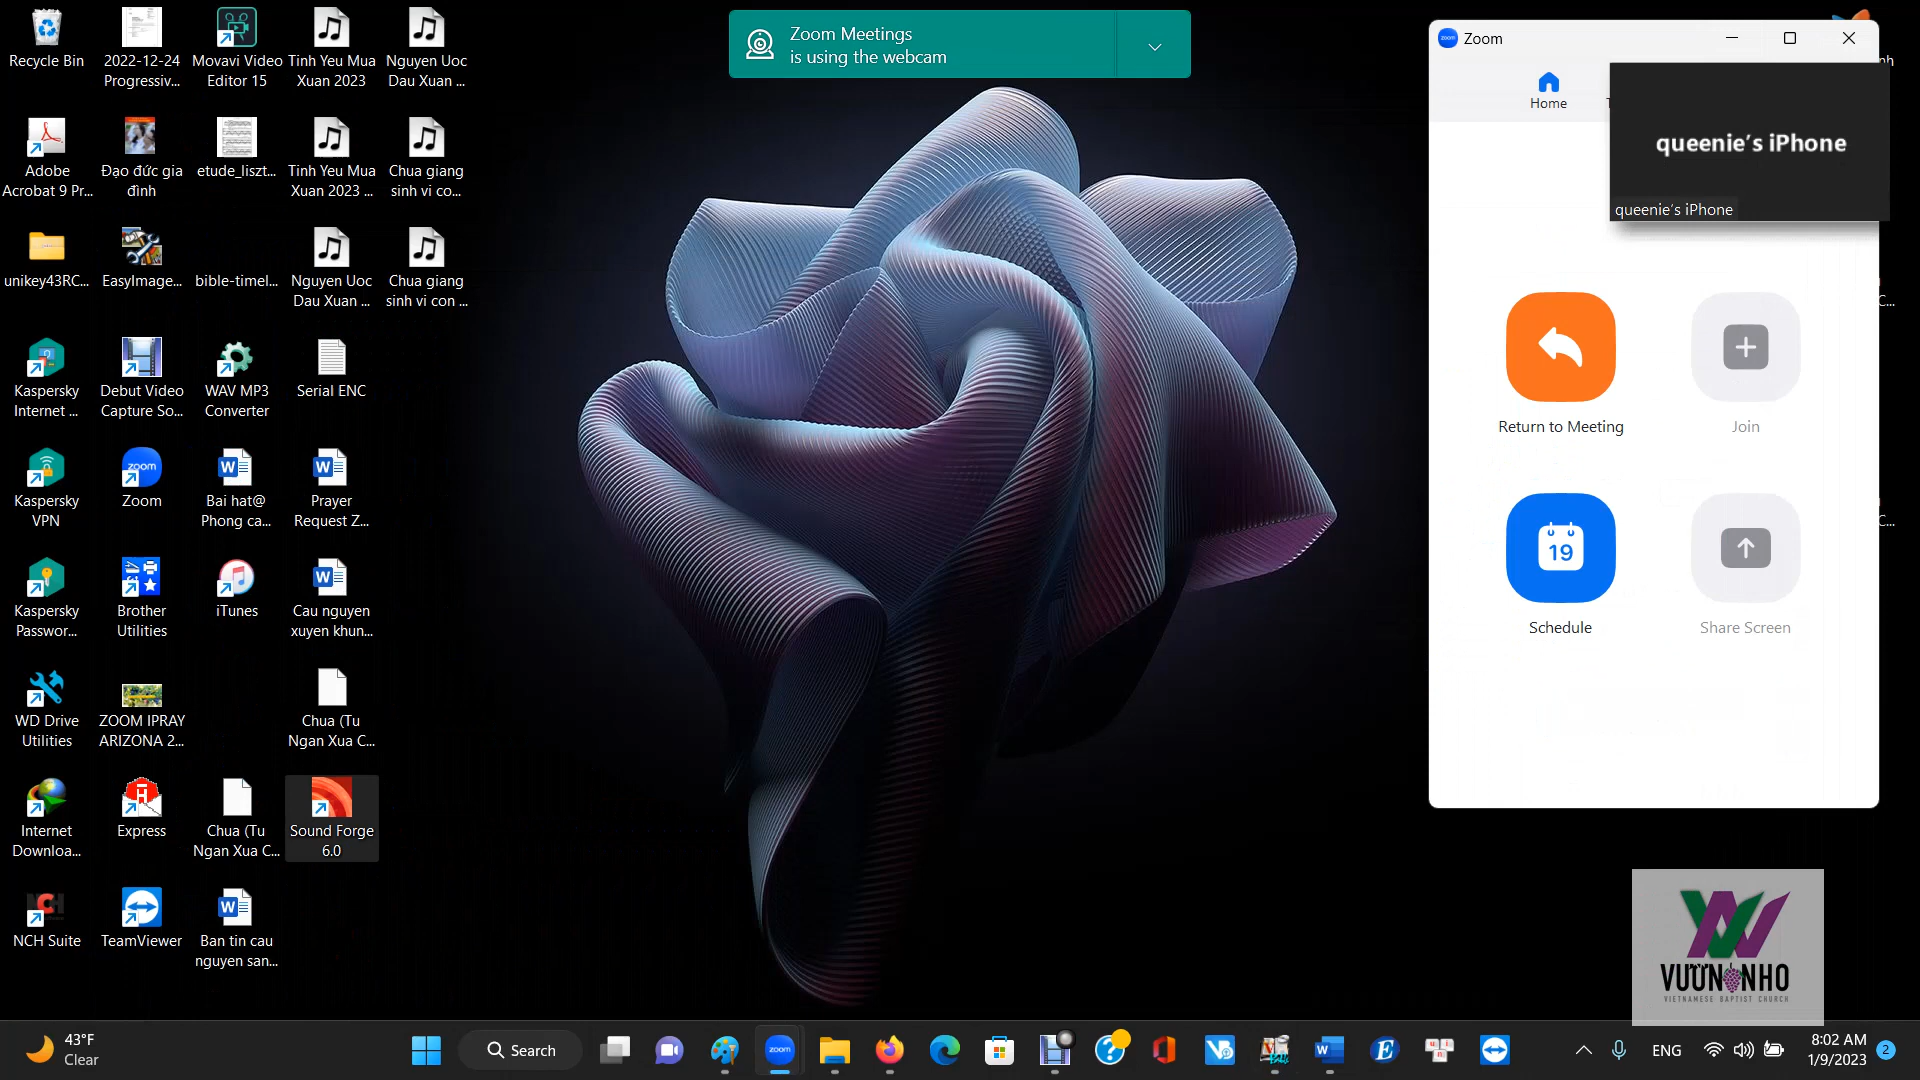 Recycle Bin
2022-12-24
Progressiv...
Movavi Video
Editor 15
Tinh Yeu Mua
Xuan 2023
Nguyen Uoc
Dau Xuan ...
Adobe
Acrobat 9 Pr...
Đạo đức gia
đình
etude_liszt...
Tinh Yeu Mua
Xuan 2023 ...
Chua giang
sinh vi co...
unikey43RC...
EasyImage...
bible-timel...
Nguyen Uoc
Dau Xuan ...
Chua giang
sinh vi con ...
Kaspersky
Internet ...
Debut Video
Capture So...
WAV MP3
Converter
Serial ENC
Kaspersky
VPN
zoom
Zoom
Bai hat@
Phong ca...
Prayer
Request Z...
Kaspersky
Passwor...
Brother
Utilities
iTunes
Cau nguyen
xuyen khun...
WD Drive
Utilities
ZOOM IPRAY
ARIZONA 2...
Chua (Tu
Ngan Xua C...
Internet
Downloa...
Express
Chua (Tu
Ngan Xua C...
Sound Forge
6.0
NCH Suite
TeamViewer
Ban tin cau
nguyen san...
Zoom Meetings
is using the webcam
Zoom
Home
queenie's iPhone
queenie's iPhone
Return to Meeting
Join
19
Schedule
Share Screen
VƯỜN NHO
VIETNAMESE BAPTIST CHURCH
43°F
Clear
Search
zoom
ENG
8:02 AM
1/9/2023
2